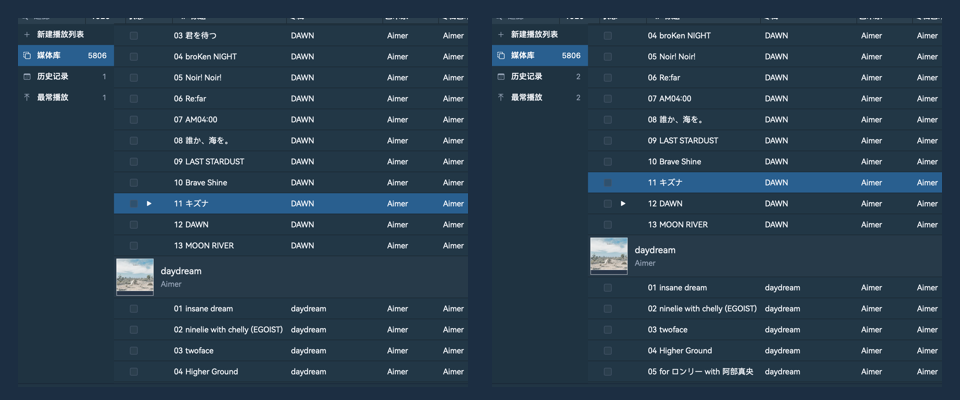 新建播放列表
媒体库 5806
历史记录 1
最常播放 1
03 君を待つ DAWN Aimer Aimer
04 broKen NIGHT DAWN Aimer Aimer
05 Noir! Noir! DAWN Aimer Aimer
06 Re:far DAWN Aimer Aimer
07 AM04:00 DAWN Aimer Aimer
08 誰か、海を。 DAWN Aimer Aimer
09 LAST STARDUST DAWN Aimer Aimer
10 Brave Shine DAWN Aimer Aimer
11 キズナ DAWN Aimer Aimer
12 DAWN DAWN Aimer Aimer
13 MOON RIVER DAWN Aimer Aimer
daydream
Aimer
01 insane dream daydream Aimer Aimer
02 ninelie with chelly (EGOIST) daydream Aimer Aimer
03 twoface daydream Aimer Aimer
04 Higher Ground daydream Aimer Aimer
新建播放列表
媒体库 5806
历史记录 2
最常播放 2
04 broKen NIGHT DAWN Aimer Aimer
05 Noir! Noir! DAWN Aimer Aimer
06 Re:far DAWN Aimer Aimer
07 AM04:00 DAWN Aimer Aimer
08 誰か、海を。 DAWN Aimer Aimer
09 LAST STARDUST DAWN Aimer Aimer
10 Brave Shine DAWN Aimer Aimer
11 キズナ DAWN Aimer Aimer
12 DAWN DAWN Aimer Aimer
13 MOON RIVER DAWN Aimer Aimer
daydream
Aimer
01 insane dream daydream Aimer Aimer
02 ninelie with chelly (EGOIST) daydream Aimer Aimer
03 twoface daydream Aimer Aimer
04 Higher Ground daydream Aimer Aimer
05 for ロンリー with 阿部真央 daydream Aimer Aimer